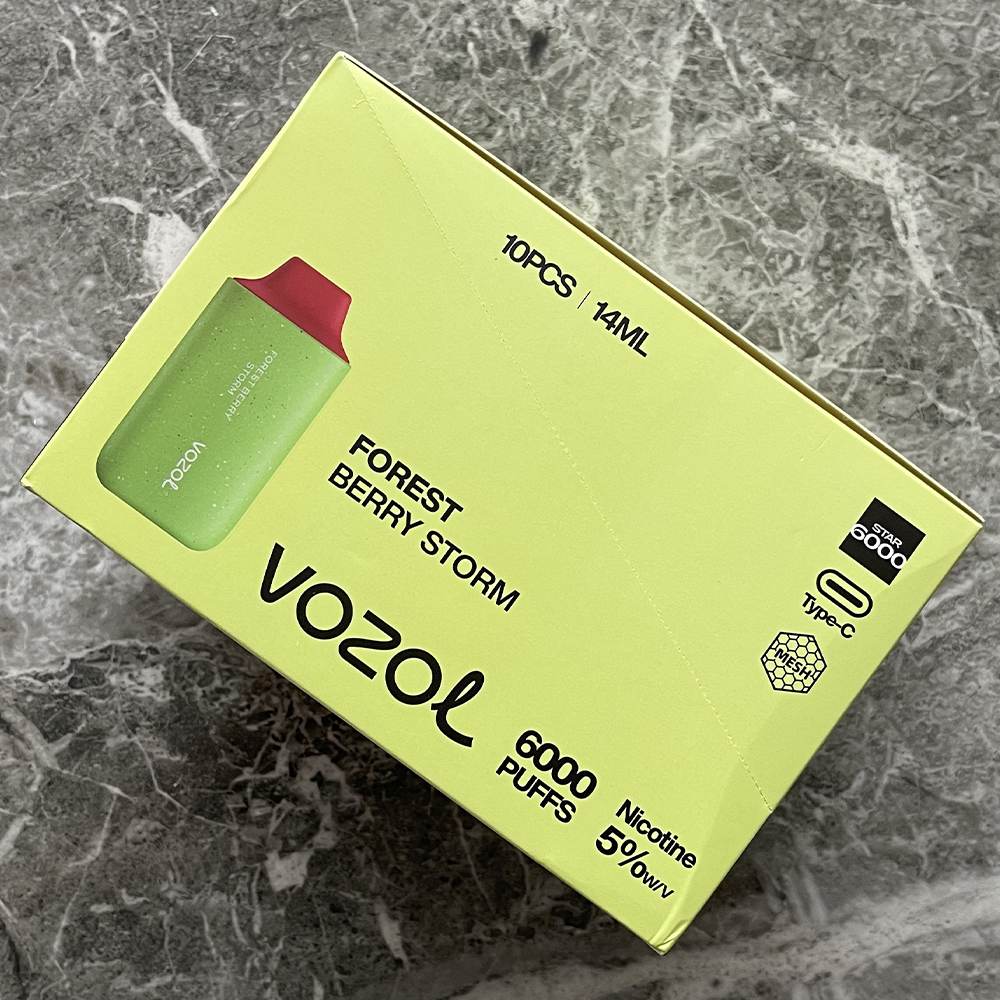 10PCS | 14ML
FOREST BERRY
STORM
VOZOL
FOREST
BERRY STORM
VOZOL
6000
PUFFS
Nicotine
5%W/V
STAR
6000
Type-C
MESH